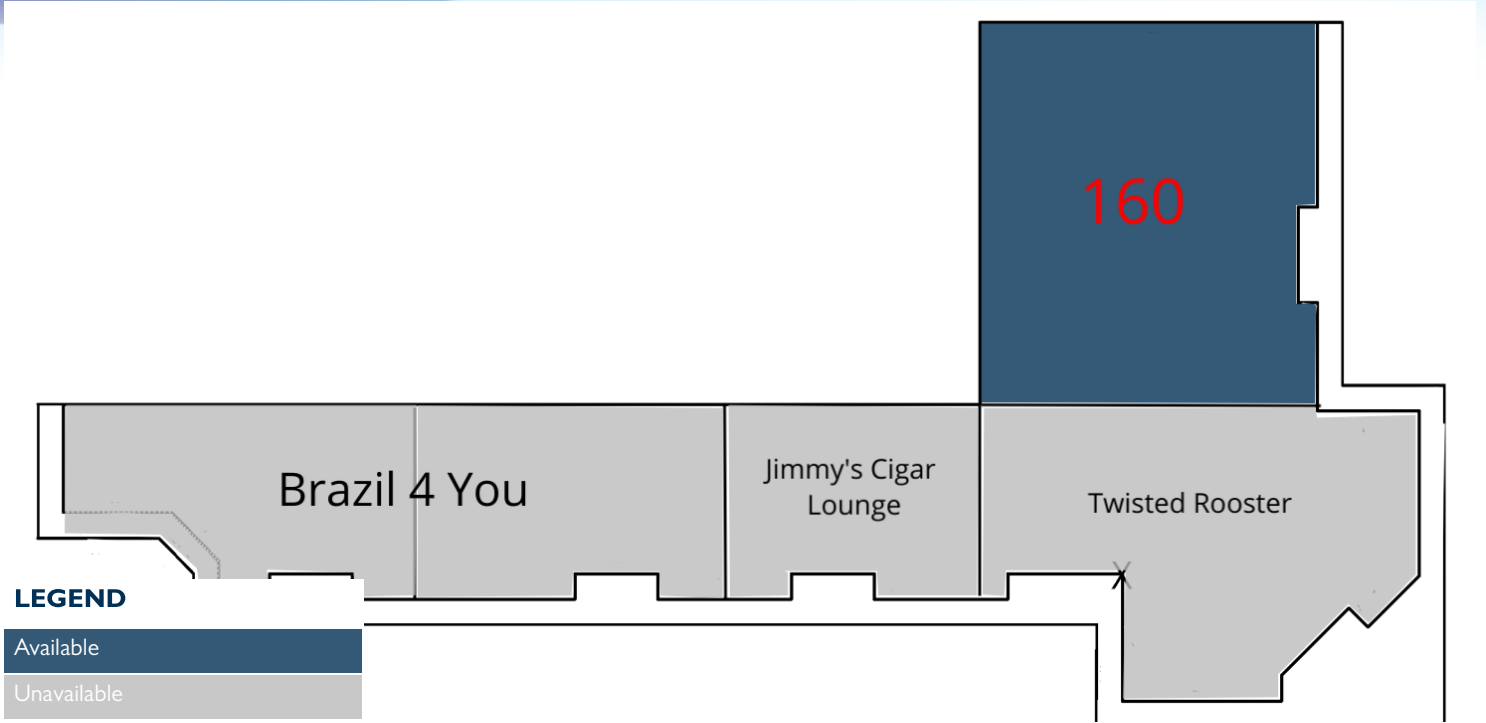 160
Brazil 4 You
Jimmy's Cigar
Lounge
Twisted Rooster
X
LEGEND
Available
Unavailable